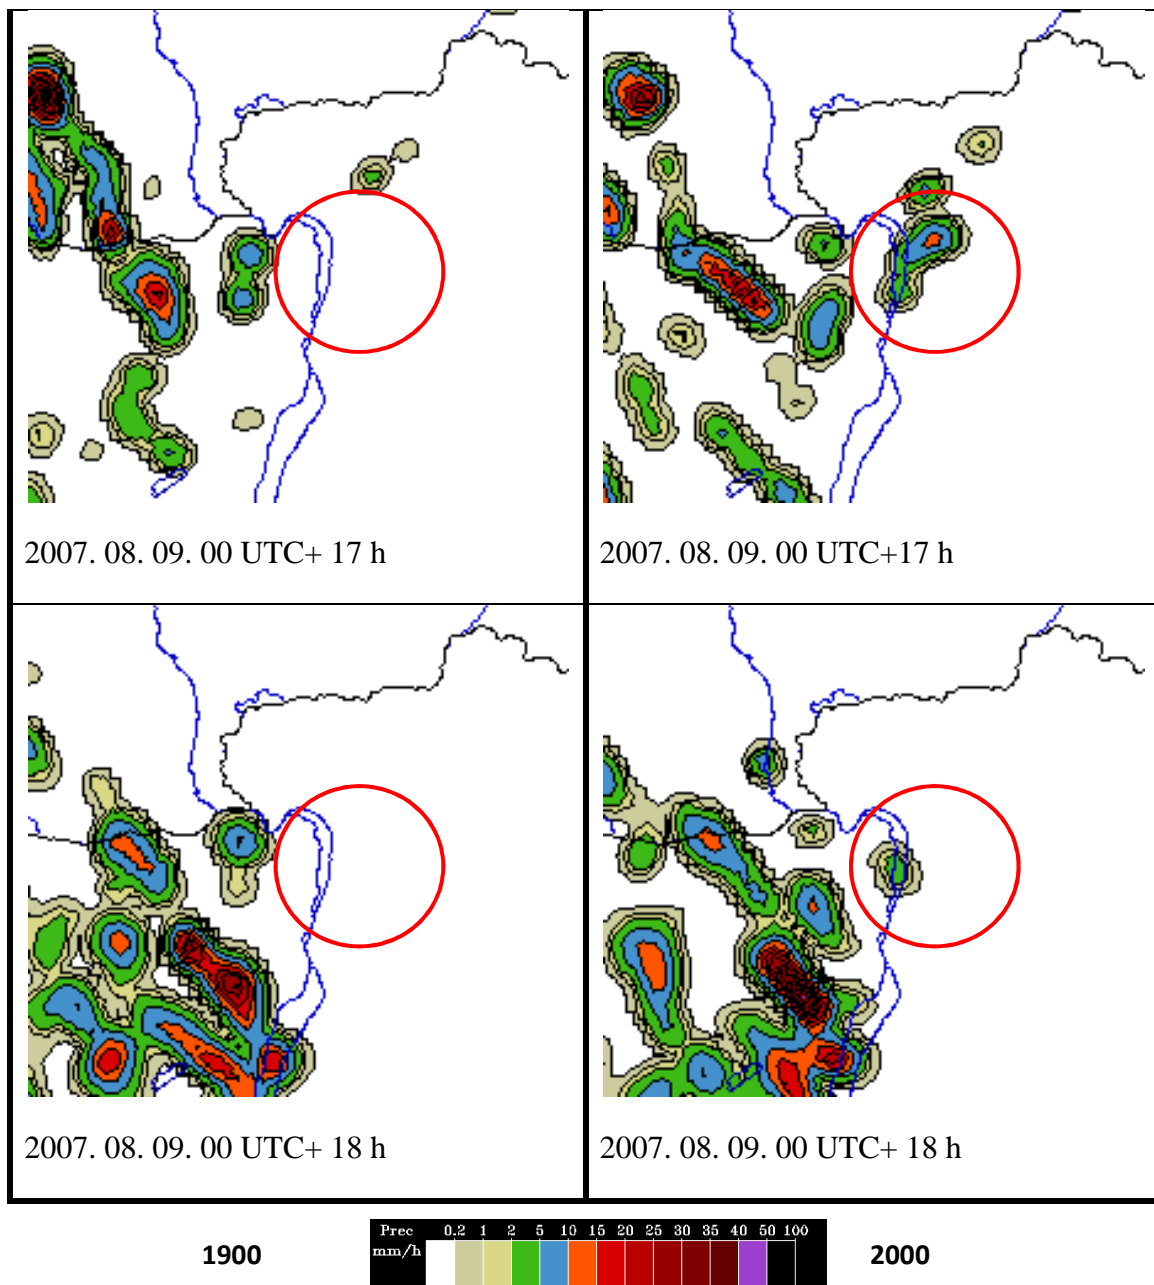 2007. 08. 09. 00 UTC+ 17 h
2007. 08. 09. 00 UTC+17 h
2007. 08. 09. 00 UTC+ 18 h
2007. 08. 09. 00 UTC+ 18 h
1900
Prec 0.2 1 2 5 10 15 20 25 30 35 40 50 100
mm/h
2000